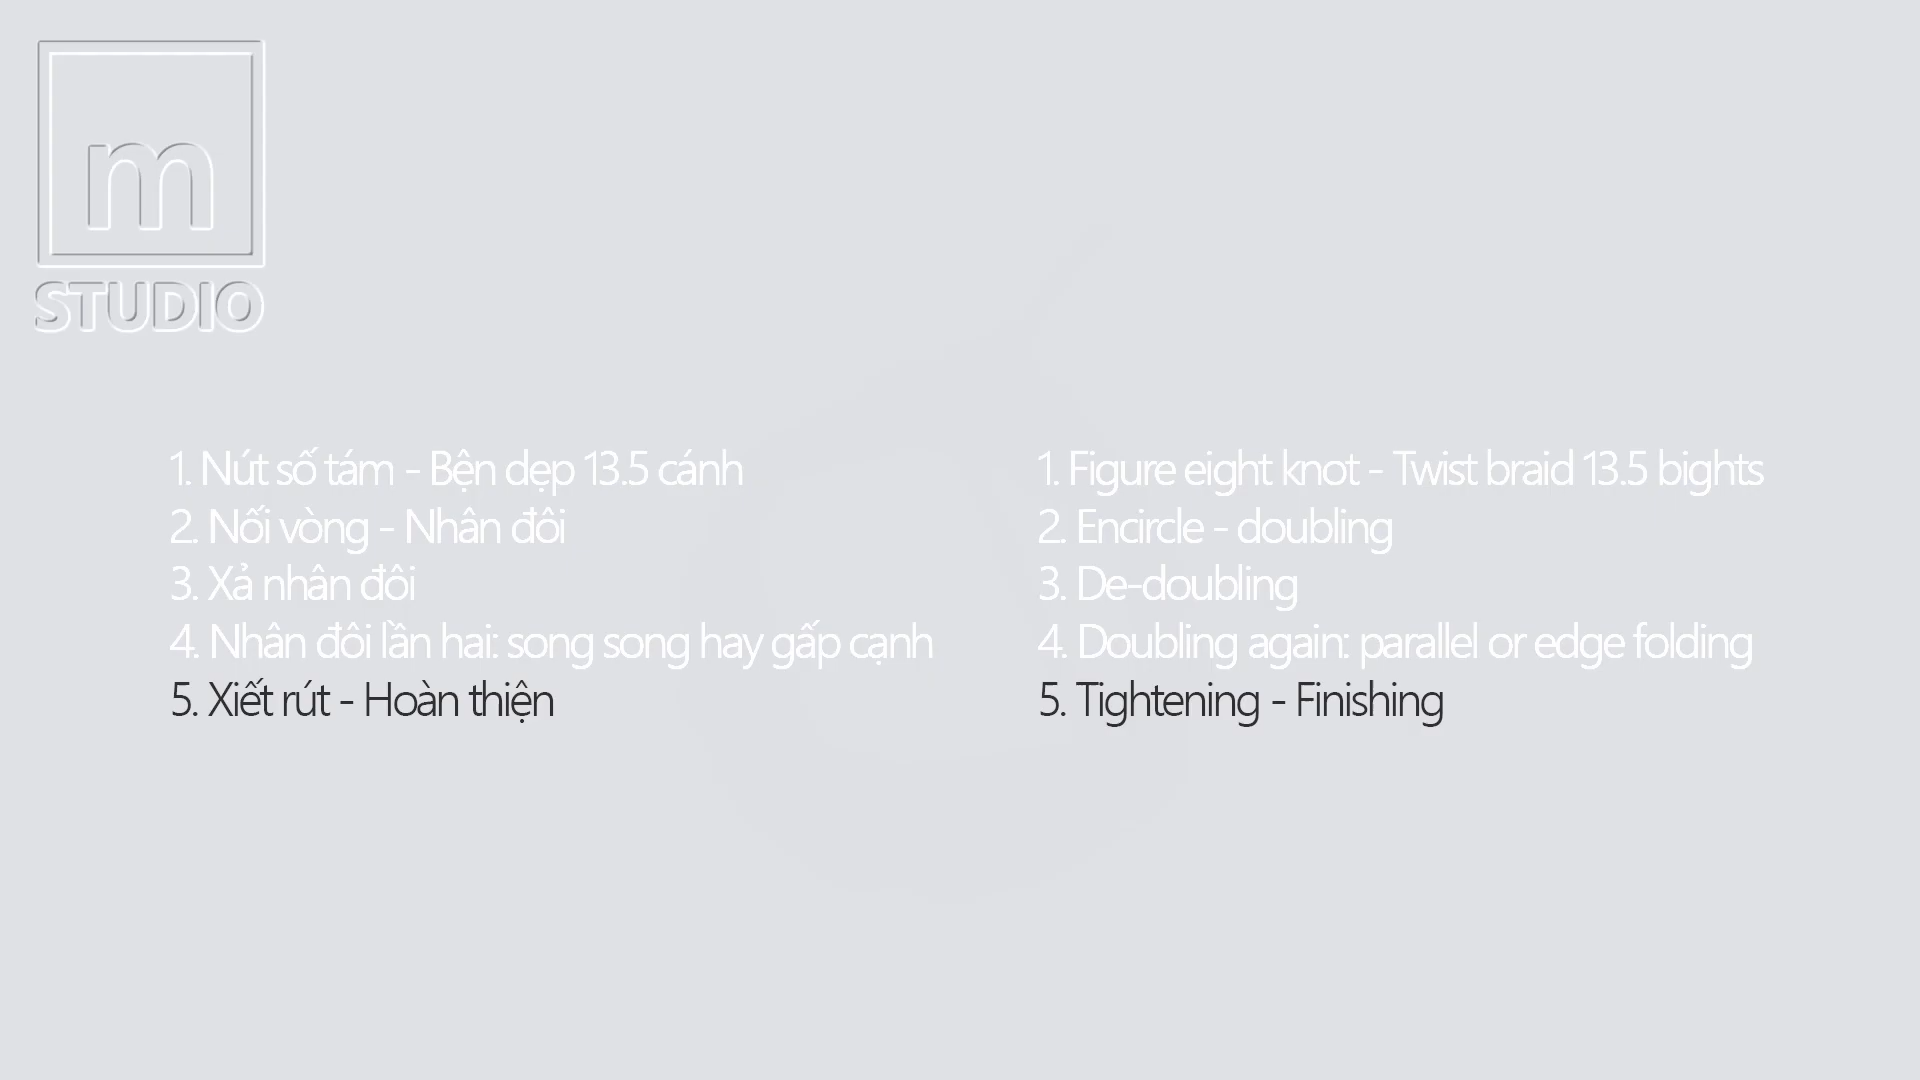 m
STUDIO
1. Nút số tám - Bện dẹp 13.5 cánh
2. Nối vòng - Nhân đôi
3. Xả nhân đôi
4. Nhân đôi lần hai: song song hay gấp cạnh
5. Xiết rút - Hoàn thiện
1. Figure eight knot - Twist braid 13.5 bights
2. Encircle - doubling
3. De-doubling
4. Doubling again: parallel or edge folding
5. Tightening - Finishing